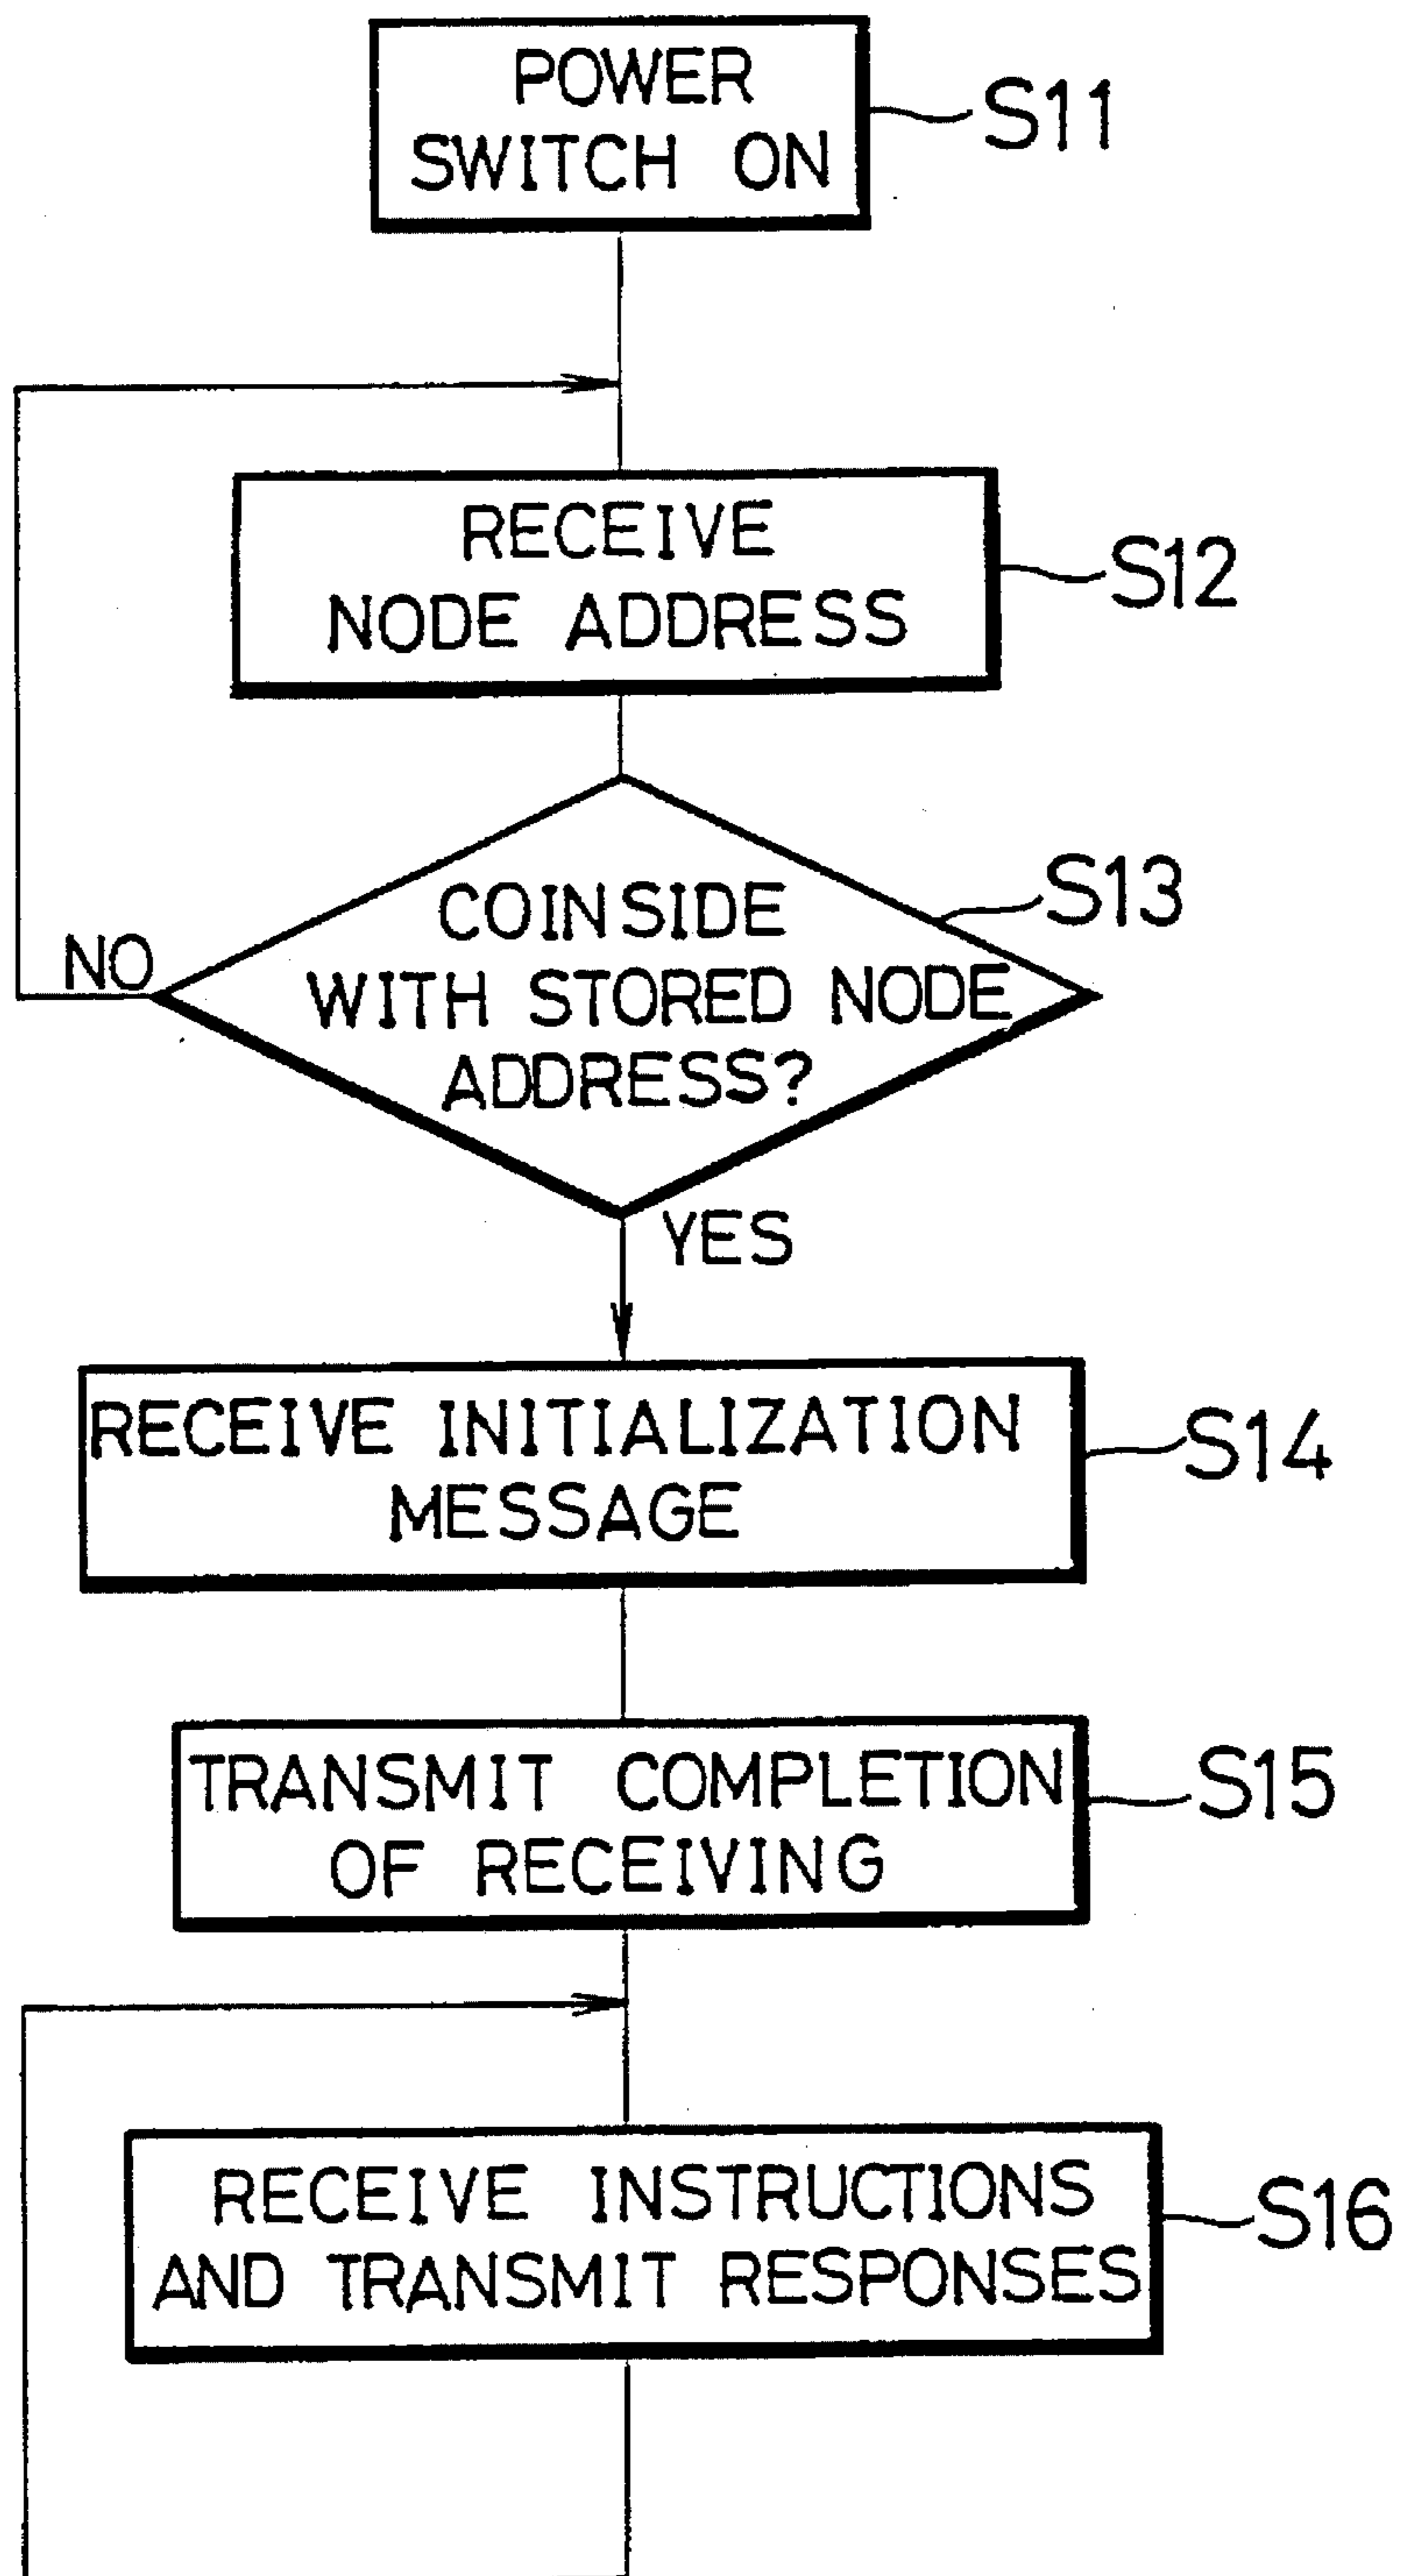 POWER
SWITCH ON
S11
RECEIVE
NODE ADDRESS
S12
COINSIDE
WITH STORED NODE
ADDRESS?
S13
NO
YES
RECEIVE INITIALIZATION
MESSAGE
S14
TRANSMIT COMPLETION
OF RECEIVING
S15
RECEIVE INSTRUCTIONS
AND TRANSMIT RESPONSES
S16